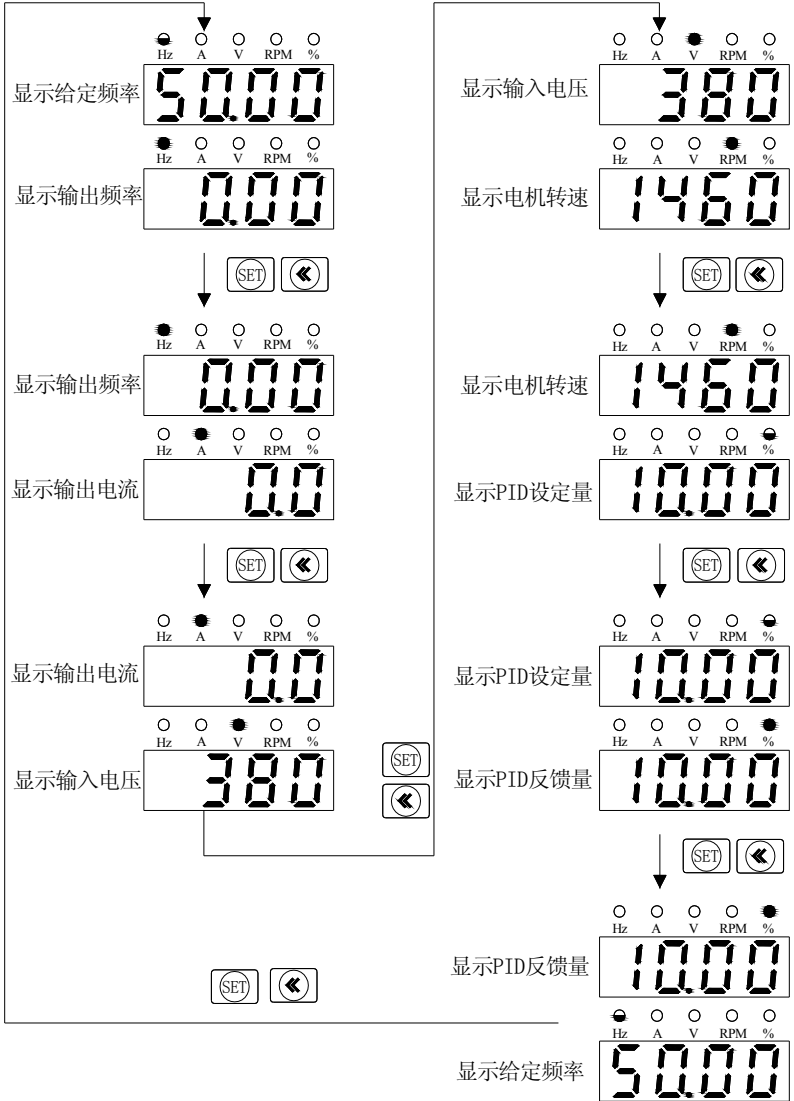 Hz A V RPM %
显示给定频率 50.00
Hz A V RPM %
显示输出频率 0.00
SET
Hz A V RPM %
显示输出频率 0.00
Hz A V RPM %
显示输出电流 0.0
SET
Hz A V RPM %
显示输出电流 0.0
Hz A V RPM %
显示输入电压 380
SET
SET
Hz A V RPM %
显示输入电压 380
Hz A V RPM %
显示电机转速 1460
SET
Hz A V RPM %
显示电机转速 1460
Hz A V RPM %
显示PID设定量 10.00
SET
Hz A V RPM %
显示PID设定量 10.00
Hz A V RPM %
显示PID反馈量 10.00
SET
Hz A V RPM %
显示PID反馈量 10.00
Hz A V RPM %
显示给定频率 50.00